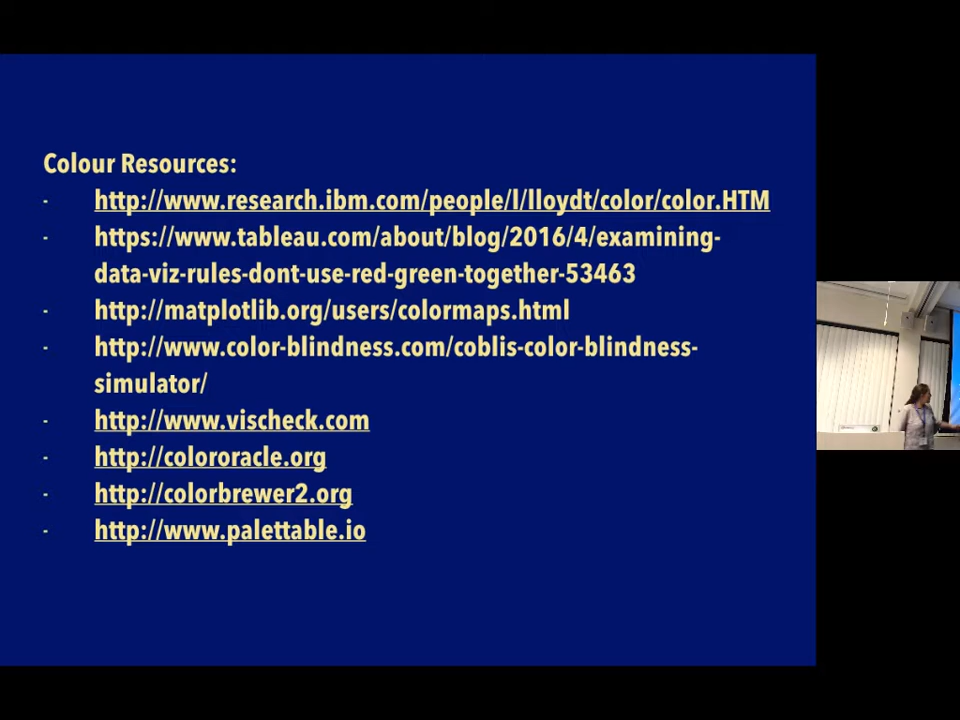 Colour Resources:
- http://www.research.ibm.com/people/l/lloydt/color/color.HTM
- https://www.tableau.com/about/blog/2016/4/examining-
data-viz-rules-dont-use-red-green-together-53463
- http://matplotlib.org/users/colormaps.html
- http://www.color-blindness.com/coblis-color-blindness-
simulator/
- http://www.vischeck.com
- http://colororacle.org
- http://colorbrewer2.org
- http://www.palettable.io